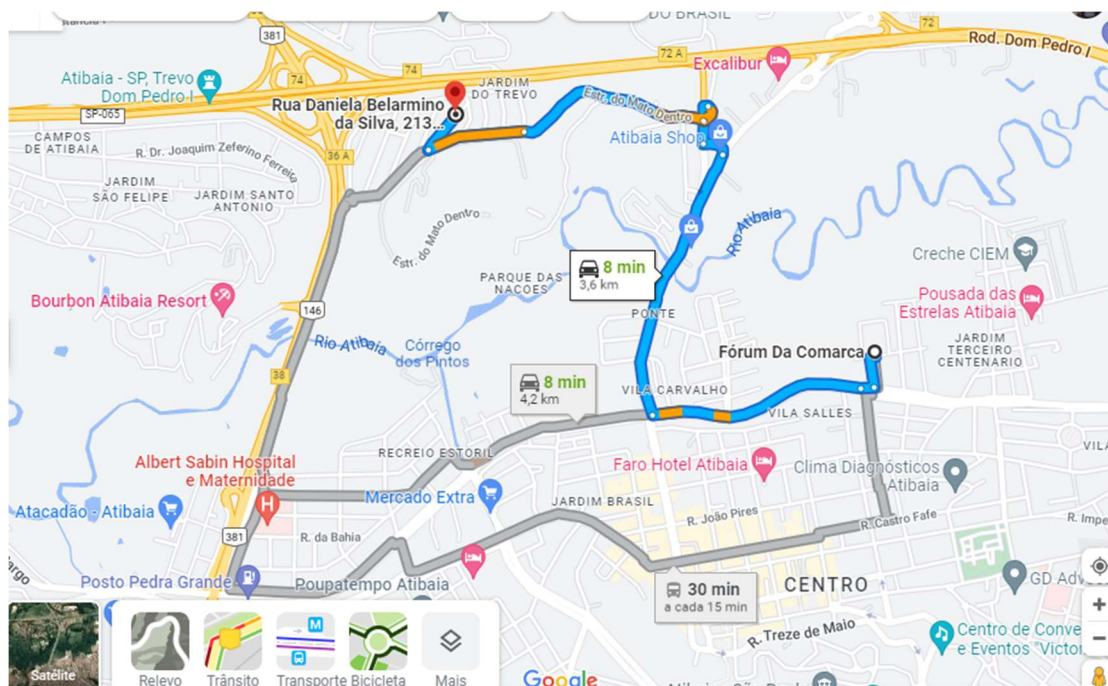 DO BRASIL
72
381
72 A
Rod. Dom Pedro I
Excalibur
Atibaia - SP, Trevo
Dom Pedro I
74
74
JARDIM
DO TREVO
Rua Daniela Belarmino
da Silva, 213...
Estr. do Mato Dentro
SP-065
Atibaia Shop
CAMPOS
DE ATIBAIA
R. Dr. Joaquim Zeferino Ferreira
36 A
JARDIM
SÃO FELIPE
JARDIM SANTO
ANTONIO
Estr. do Mato Dentro
Rio Atibaia
Creche CIEM
8 min
3,6 km
PARQUE DAS
NACOES
Bourbon Atibaia Resort
Pousada das
Estrelas Atibaia
146
PONTE
Rio Atibaia
Córrego
dos Pintos
Fórum Da Comarca
JARDIM
TERCEIRO
CENTENARIO
38
8 min
4,2 km
VILA CARVALHO
VILA SALLES
RECREIO ESTORIL
VILA
Albert Sabin Hospital
e Maternidade
Faro Hotel Atibaia
Clima Diagnósticos
Atibaia
Mercado Extra
JARDIM BRASIL
Atacadão - Atibaia
R. João Pires
R. Castro Fafe
R. Impe
381
R. da Bahia
argo
Posto Pedra Grande
Poupatempo Atibaia
30 min
a cada 15 min
CENTRO
GD Adv
R. Treze de Maio
Centro de Conve
e Eventos "Victor
Satélite
Relevo
Trânsito
Transporte
Bicicleta
Mais
Google